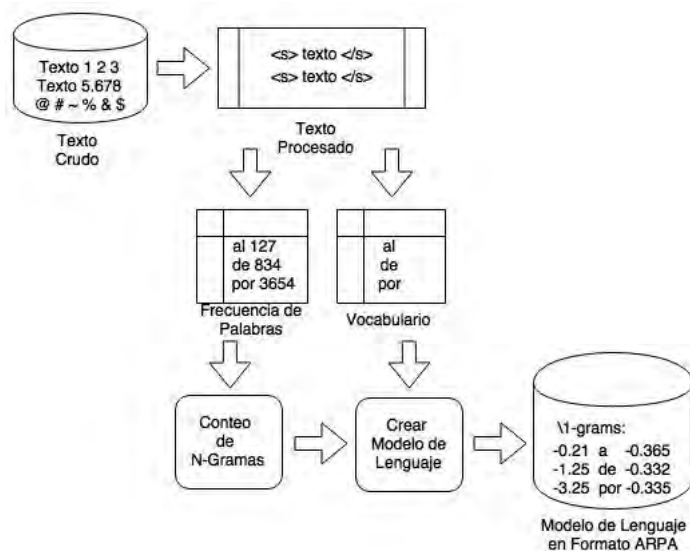 Texto 1 2 3
Texto 5.678
@ # ~ % & $
Texto
Crudo
<s> texto </s>
<s> texto </s>
Texto
Procesado
al 127
de 834
por 3654
Frecuencia de
Palabras
al
de
por
Vocabulario
Conteo
de
N-Gramas
Crear
Modelo de
Lenguaje
\1-grams:
-0.21 a -0.365
-1.25 de -0.332
-3.25 por -0.335
Modelo de Lenguaje
en Formato ARPA